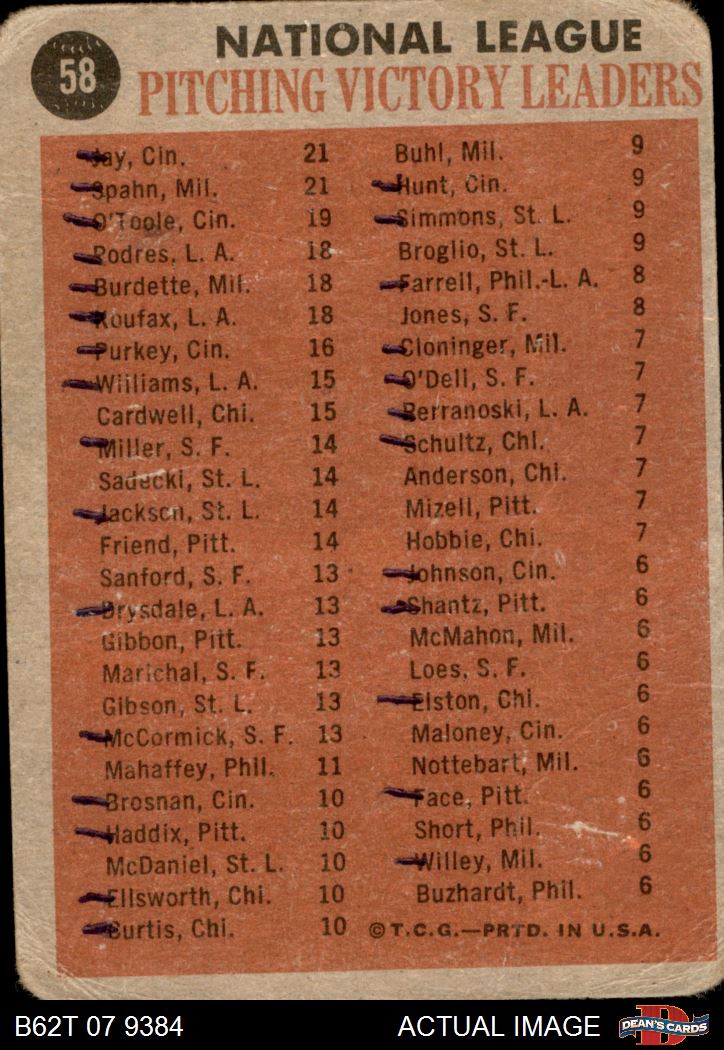 58
NATIONAL LEAGUE
PITCHING VICTORY LEADERS
Jay, Cin. 21
Spahn, Mil. 21
O'Toole, Cin. 19
Podres, L. A. 18
Burdette, Mil. 18
Koufax, L. A. 18
Purkey, Cin. 16
Williams, L. A. 15
Cardwell, Chi. 15
Miller, S. F. 14
Sadecki, St. L. 14
Jackson, St. L. 14
Friend, Pitt. 14
Sanford, S. F. 13
Drysdale, L. A. 13
Gibbon, Pitt. 13
Marichal, S. F. 13
Gibson, St. L. 13
McCormick, S. F. 13
Mahaffey, Phil. 11
Brosnan, Cin. 10
Haddix, Pitt. 10
McDaniel, St. L. 10
Ellsworth, Chi. 10
Curtis, Chi. 10
Buhl, Mil. 9
Hunt, Cin. 9
Simmons, St. L. 9
Broglio, St. L. 9
Farrell, Phil.-L. A. 8
Jones, S. F. 8
Cloninger, Mil. 7
O'Dell, S. F. 7
Perranoski, L. A. 7
Schultz, Chi. 7
Anderson, Chi. 7
Mizell, Pitt. 7
Hobbie, Chi. 7
Johnson, Cin. 6
Shantz, Pitt. 6
McMahon, Mil. 6
Loes, S. F. 6
Elston, Chi. 6
Maloney, Cin. 6
Nottebart, Mil. 6
Face, Pitt. 6
Short, Phil. 6
Willey, Mil. 6
Buzhardt, Phil. 6
©T.C.G.—PRTD. IN U.S.A.
B62T 07 9384
ACTUAL IMAGE
D
DEAN'S CARDS